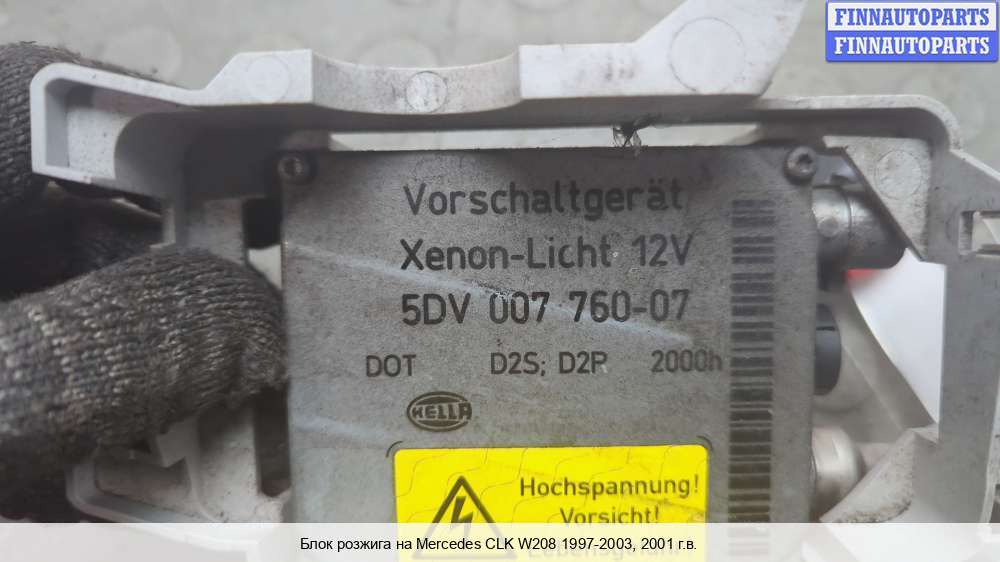 FINNAUTOPARTS
FINNAUTOPARTS
Vorschaltgerät
Xenon-Licht 12V
5DV 007 760-07
DOT D2S; D2R 2000h
HELLA
Hochspannung!
Vorsicht!
Блок розжига на Mercedes CLK W208 1997-2003, 2001 г.в.